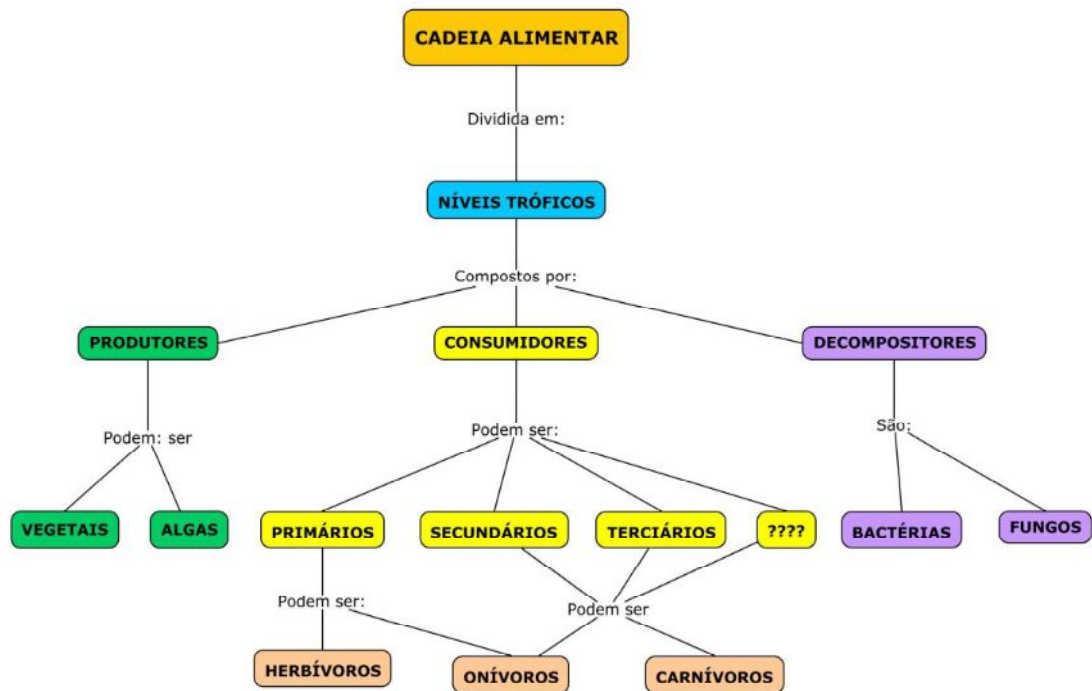 CADEIA ALIMENTAR
Dividida em:
NÍVEIS TRÓFICOS
Compostos por:
PRODUTORES
CONSUMIDORES
DECOMPOSITORES
Podem: ser
Podem ser:
São:
VEGETAIS
ALGAS
PRIMÁRIOS
SECUNDÁRIOS
TERCIÁRIOS
????
BACTÉRIAS
FUNGOS
Podem ser:
Podem ser
HERBÍVOROS
ONÍVOROS
CARNÍVOROS